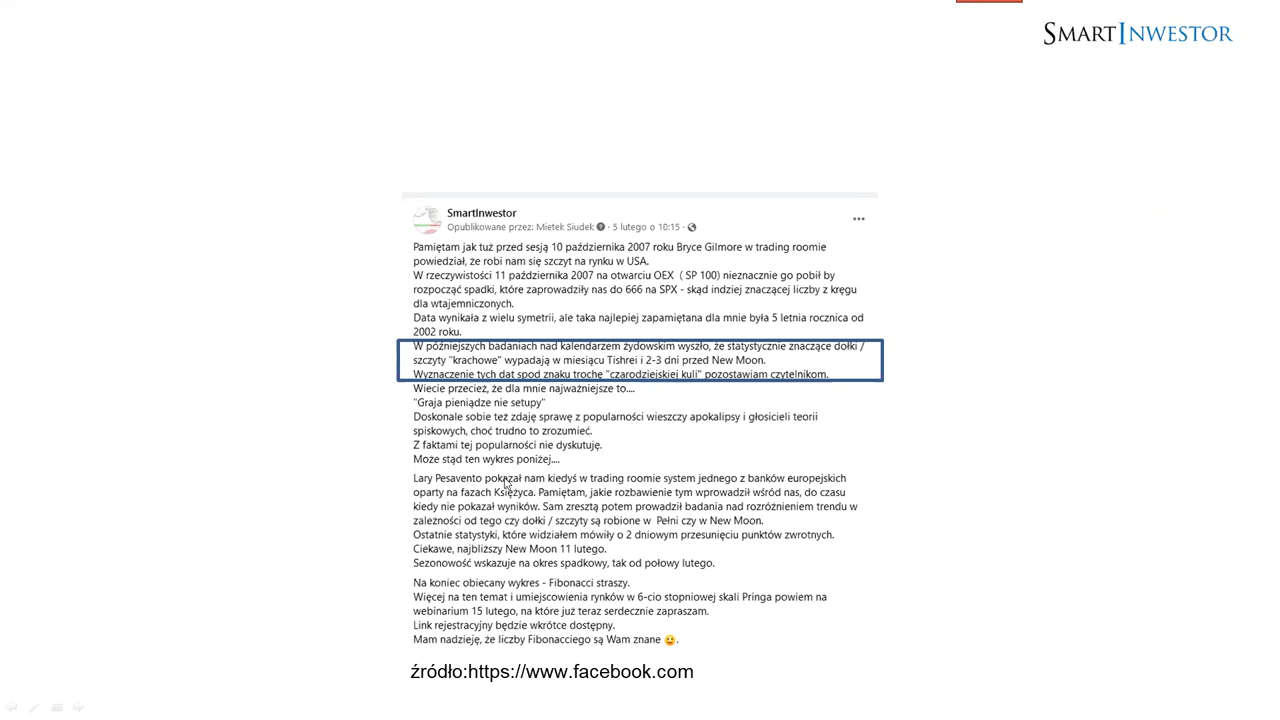 SMARTINWESTOR
SmartInwestor
Opublikowane przez: Mietek Siudek · 5 lutego o 10:15 ·
Pamiętam jak tuż przed sesją 10 października 2007 roku Bryce Gilmore w trading roomie
powiedział, że robi nam się szczyt na rynku w USA.
W rzeczywistości 11 października 2007 na otwarciu OEX ( SP 100) nieznacznie go pobił by
rozpocząć spadki, które zaprowadziły nas do 666 na SPX - skąd indziej znaczącej liczby z kręgu
dla wtajemniczonych.
Data wynikała z wielu symetrii, ale taka najlepiej zapamiętana dla mnie była 5 letnia rocznica od
2002 roku.
W późniejszych badaniach nad kalendarzem żydowskim wyszło, że statystycznie znaczące dołki /
szczyty "krachowe" wypadają w miesiącu Tishrei i 2-3 dni przed New Moon.
Wyznaczenie tych dat spod znaku trochę "czarodziejskiej kuli" pozostawiam czytelnikom.
Wiecie przecież, że dla mnie najważniejsze to....
"Graja pieniądze nie setupy"
Doskonale sobie też zdaję sprawę z popularności wieszczy apokalipsy i głosicieli teorii
spiskowych, choć trudno to zrozumieć.
Z faktami tej popularności nie dyskutuję.
Może stąd ten wykres poniżej....
Lary Pesavento pokazał nam kiedyś w trading roomie system jednego z banków europejskich
oparty na fazach Księżyca. Pamiętam, jakie rozbawienie tym wprowadził wśród nas, do czasu
kiedy nie pokazał wyników. Sam zresztą potem prowadził badania nad rozróżnieniem trendu w
zależności od tego czy dołki / szczyty są robione w Pełni czy w New Moon.
Ostatnie statystyki, które widziałem mówiły o 2 dniowym przesunięciu punktów zwrotnych.
Ciekawe, najbliższy New Moon 11 lutego.
Sezonowość wskazuje na okres spadkowy, tak od połowy lutego.
Na koniec obiecany wykres - Fibonacci straszy.
Więcej na ten temat i umiejscowienia rynków w 6-cio stopniowej skali Pringa powiem na
webinarium 15 lutego, na które już teraz serdecznie zapraszam.
Link rejestracyjny będzie wkrótce dostępny.
Mam nadzieję, że liczby Fibonacciego są Wam znane 😉.
źródło:https://www.facebook.com